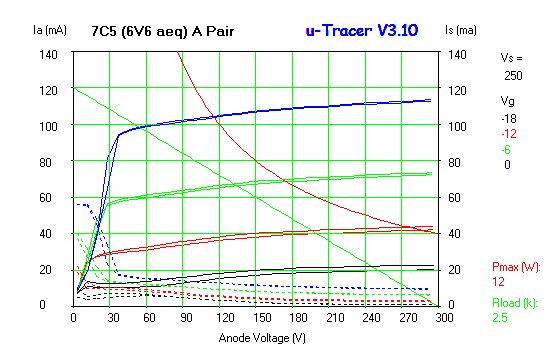 Ia (mA) 7C5 (6V6 aeq) A Pair u-Tracer V3.10 Is (ma)
140 140
120 120
100 100
80 80
60 60
40 40
20 20
0 0
0 30 60 90 120 150 180 210 240 270 300
Anode Voltage (V)
Vs =
250
Vg
-18
-12
-6
0
Pmax (W):
12
Rload (k):
2.5